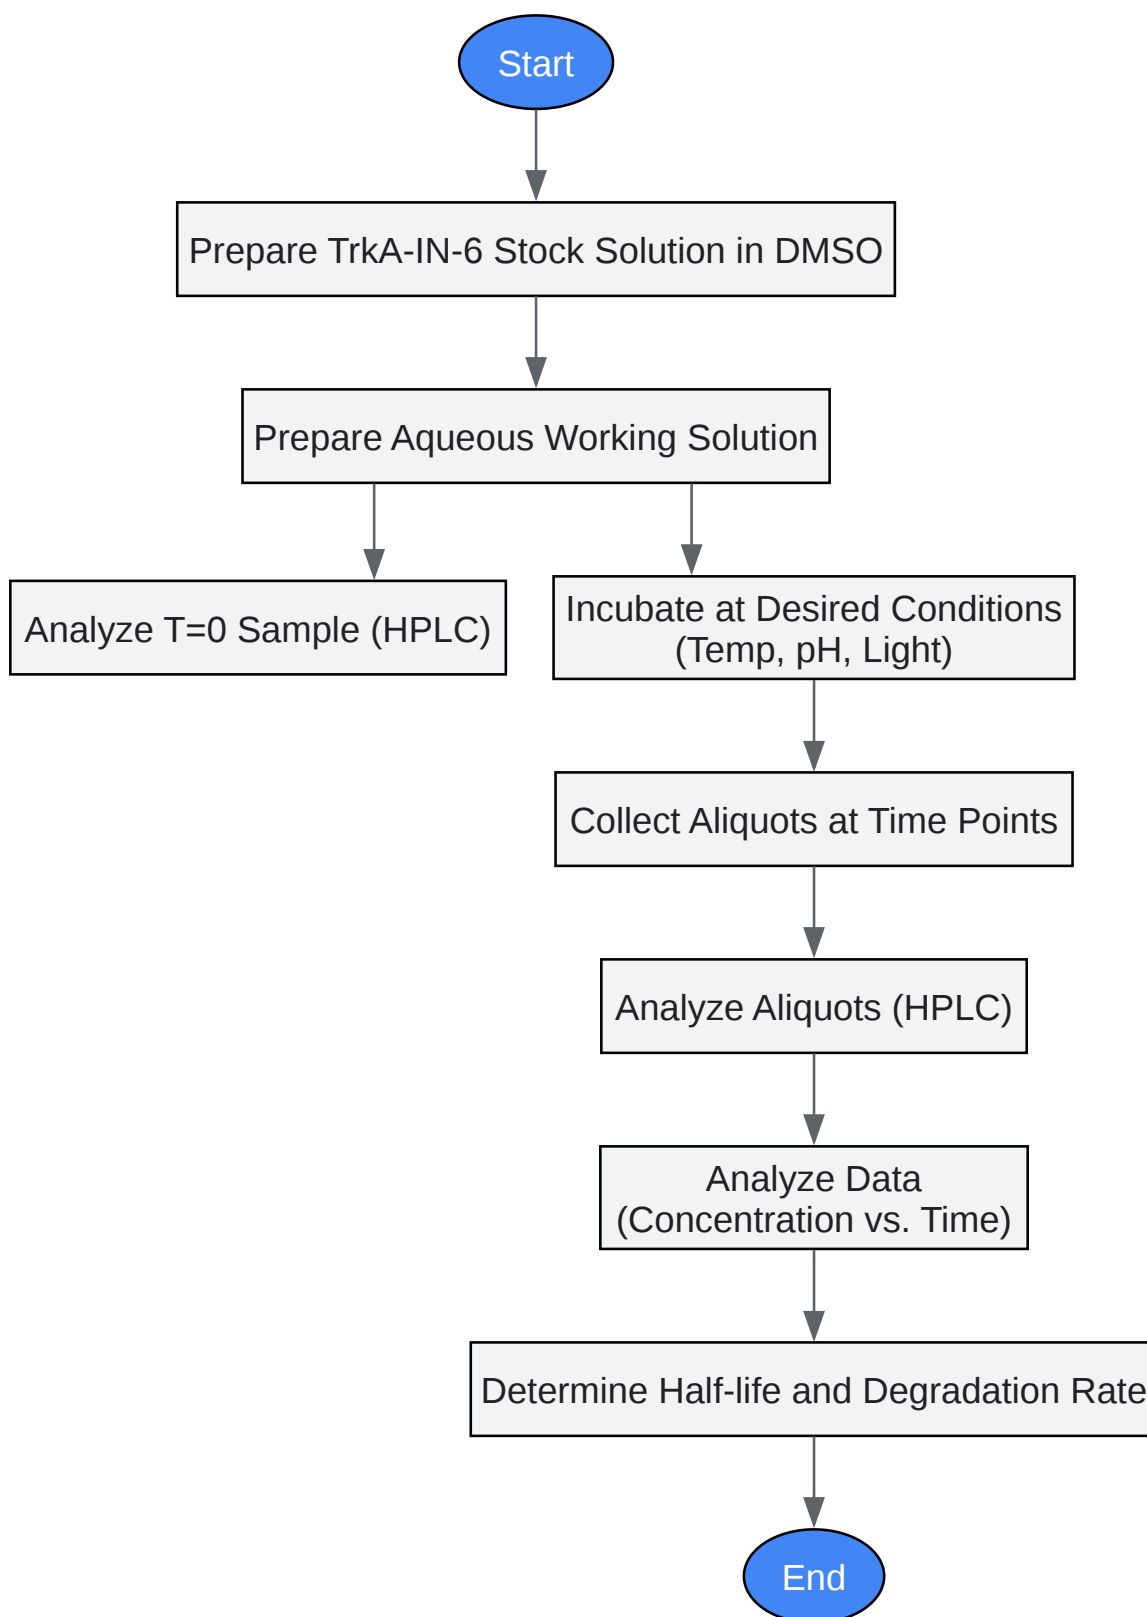 Start
Prepare TrkA-IN-6 Stock Solution in DMSO
Prepare Aqueous Working Solution
Analyze T=0 Sample (HPLC)
Incubate at Desired Conditions
(Temp, pH, Light)
Collect Aliquots at Time Points
Analyze Aliquots (HPLC)
Analyze Data
(Concentration vs. Time)
Determine Half-life and Degradation Rate
End